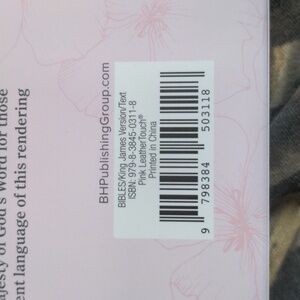 ajesty of God's Word for those
ent language of this rendering
BHPublishingGroup.com
BIBLES/King James Version/Text
ISBN: 979-8-3845-0311-8
Pink LeatherTouch®
Printed in China
9 798384 503118